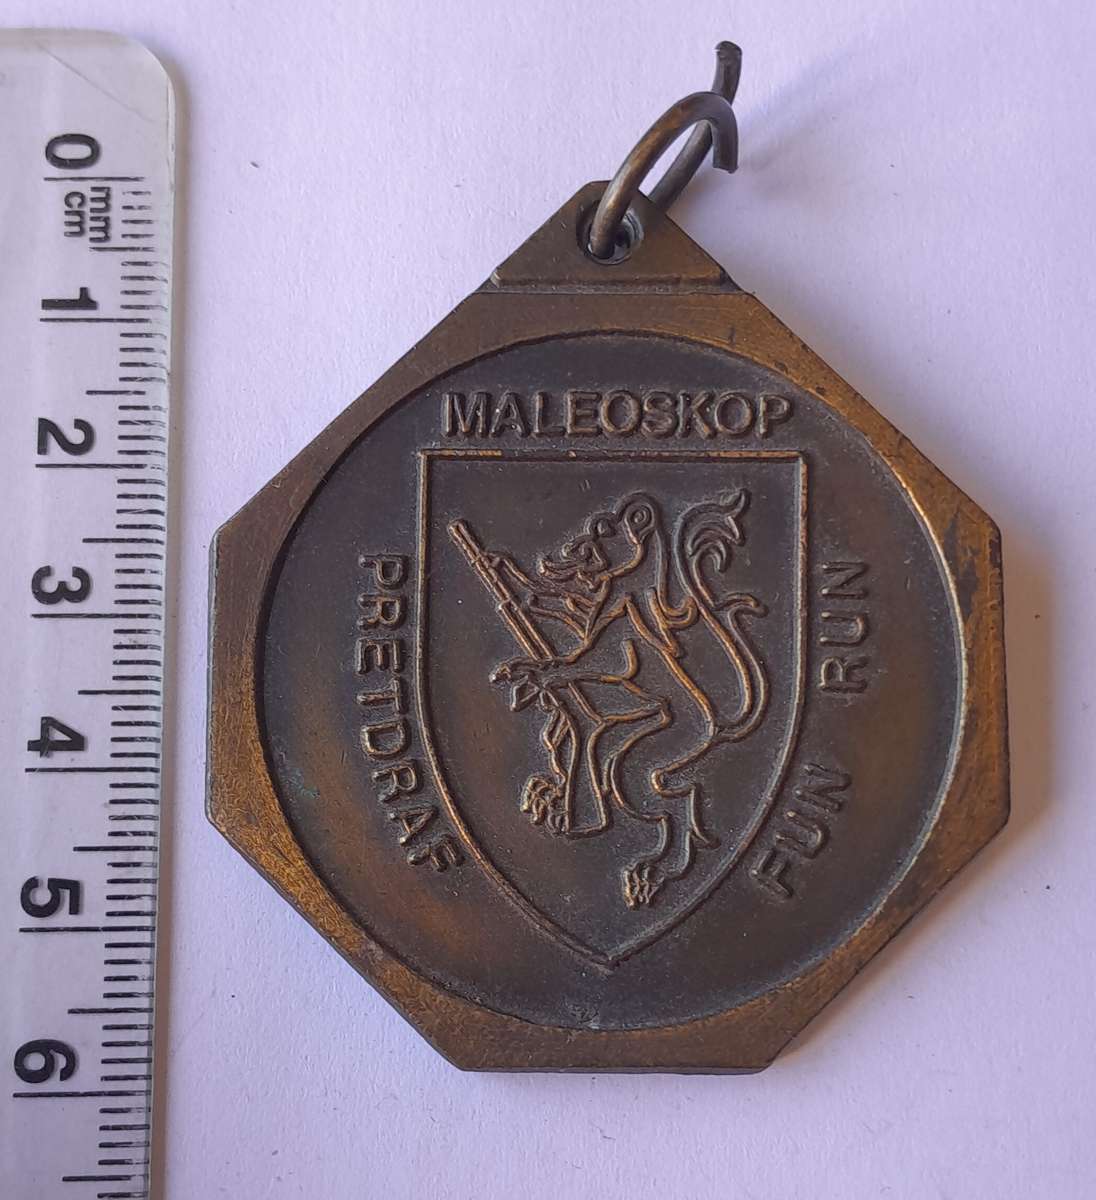 MALEOSKOP
PRETDRAF
FUN RUN
0
mm
cm
1
2
3
4
5
6